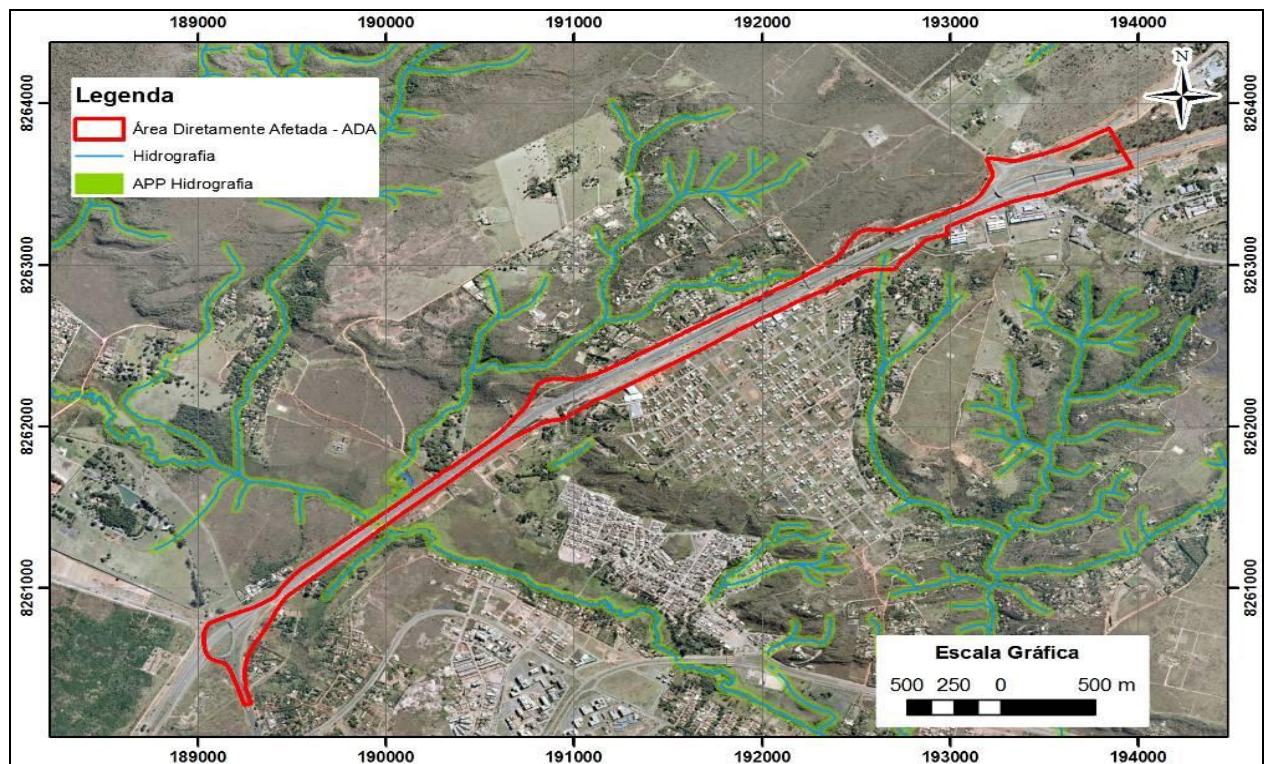 189000 190000 191000 192000 193000 194000
N
8264000 8264000
Legenda
Área Diretamente Afetada - ADA
Hidrografia
APP Hidrografia
8263000 8263000
8262000 8262000
8261000 8261000
Escala Gráfica
500 250 0 500 m
189000 190000 191000 192000 193000 194000